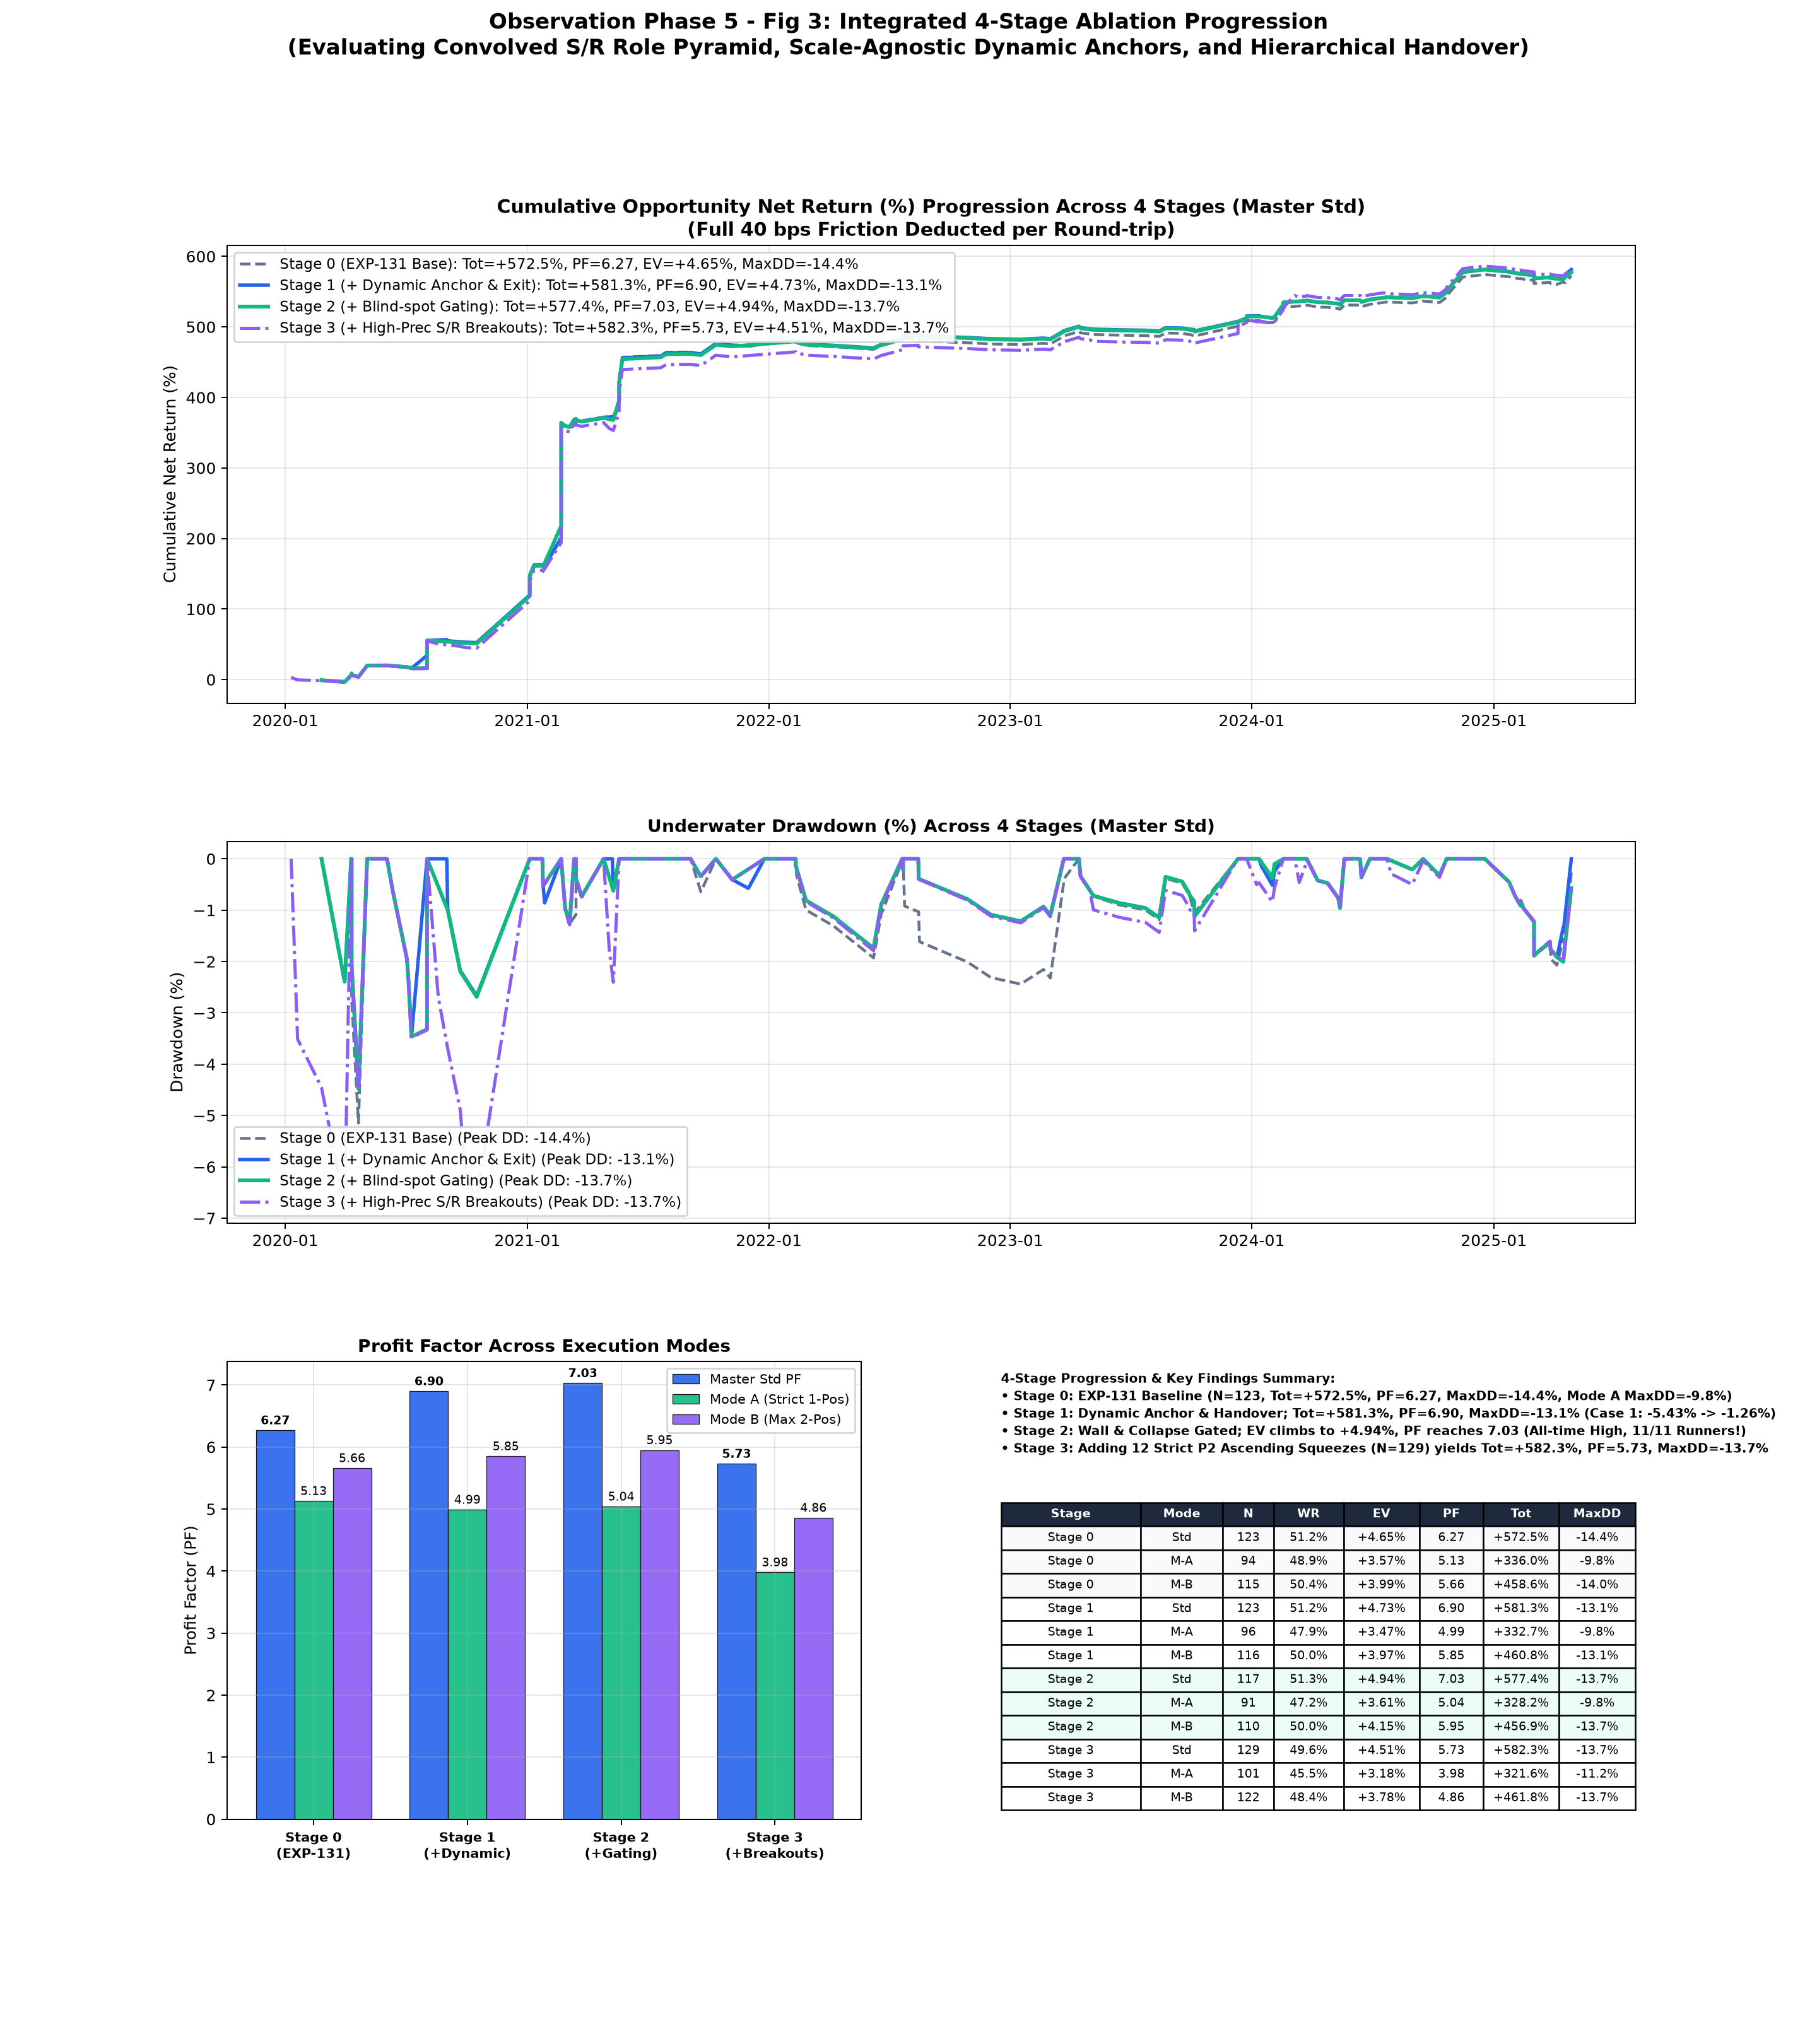 Observation Phase 5 - Fig 3: Integrated 4-Stage Ablation Progression
(Evaluating Convolved S/R Role Pyramid, Scale-Agnostic Dynamic Anchors, and Hierarchical Handover)
Cumulative Opportunity Net Return (%) Progression Across 4 Stages (Master Std)
(Full 40 bps Friction Deducted per Round-trip)
Stage 0 (EXP-131 Base): Tot=+572.5%, PF=6.27, EV=+4.65%, MaxDD=-14.4%
Stage 1 (+ Dynamic Anchor & Exit): Tot=+581.3%, PF=6.90, EV=+4.73%, MaxDD=-13.1%
Stage 2 (+ Blind-spot Gating): Tot=+577.4%, PF=7.03, EV=+4.94%, MaxDD=-13.7%
Stage 3 (+ High-Prec S/R Breakouts): Tot=+582.3%, PF=5.73, EV=+4.51%, MaxDD=-13.7%
Cumulative Net Return (%)
600
500
400
300
200
100
0
2020-01 2021-01 2022-01 2023-01 2024-01 2025-01
Underwater Drawdown (%) Across 4 Stages (Master Std)
Drawdown (%)
0
−1
−2
−3
−4
−5
−6
−7
Stage 0 (EXP-131 Base) (Peak DD: -14.4%)
Stage 1 (+ Dynamic Anchor & Exit) (Peak DD: -13.1%)
Stage 2 (+ Blind-spot Gating) (Peak DD: -13.7%)
Stage 3 (+ High-Prec S/R Breakouts) (Peak DD: -13.7%)
2020-01 2021-01 2022-01 2023-01 2024-01 2025-01
Profit Factor Across Execution Modes
Profit Factor (PF)
7
6
5
4
3
2
1
0
Master Std PF
Mode A (Strict 1-Pos)
Mode B (Max 2-Pos)
6.27 5.13 5.66
6.90 4.99 5.85
7.03 5.04 5.95
5.73 3.98 4.86
Stage 0 Stage 1 Stage 2 Stage 3
(EXP-131) (+Dynamic) (+Gating) (+Breakouts)
4-Stage Progression & Key Findings Summary:
• Stage 0: EXP-131 Baseline (N=123, Tot=+572.5%, PF=6.27, MaxDD=-14.4%, Mode A MaxDD=-9.8%)
• Stage 1: Dynamic Anchor & Handover; Tot=+581.3%, PF=6.90, MaxDD=-13.1% (Case 1: -5.43% -> -1.26%)
• Stage 2: Wall & Collapse Gated; EV climbs to +4.94%, PF reaches 7.03 (All-time High, 11/11 Runners!)
• Stage 3: Adding 12 Strict P2 Ascending Squeezes (N=129) yields Tot=+582.3%, PF=5.73, MaxDD=-13.7%
Stage Mode N WR EV PF Tot MaxDD
Stage 0 Std 123 51.2% +4.65% 6.27 +572.5% -14.4%
Stage 0 M-A 94 48.9% +3.57% 5.13 +336.0% -9.8%
Stage 0 M-B 115 50.4% +3.99% 5.66 +458.6% -14.0%
Stage 1 Std 123 51.2% +4.73% 6.90 +581.3% -13.1%
Stage 1 M-A 96 47.9% +3.47% 4.99 +332.7% -9.8%
Stage 1 M-B 116 50.0% +3.97% 5.85 +460.8% -13.1%
Stage 2 Std 117 51.3% +4.94% 7.03 +577.4% -13.7%
Stage 2 M-A 91 47.2% +3.61% 5.04 +328.2% -9.8%
Stage 2 M-B 110 50.0% +4.15% 5.95 +456.9% -13.7%
Stage 3 Std 129 49.6% +4.51% 5.73 +582.3% -13.7%
Stage 3 M-A 101 45.5% +3.18% 3.98 +321.6% -11.2%
Stage 3 M-B 122 48.4% +3.78% 4.86 +461.8% -13.7%